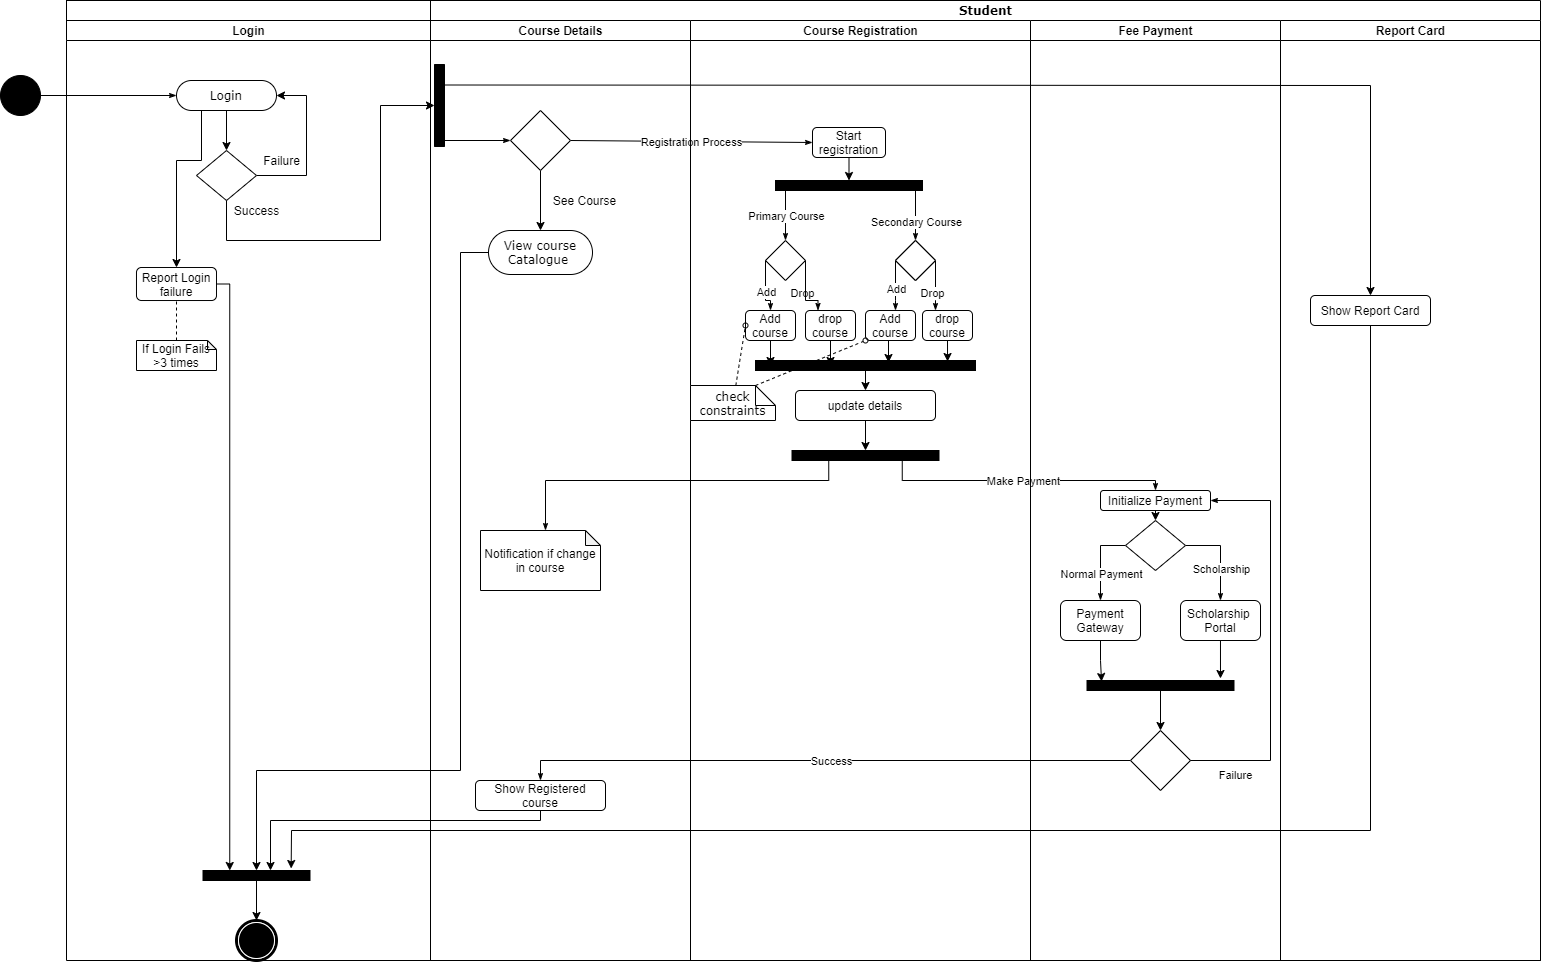 Student
Login
Course Details
Course Registration
Fee Payment
Report Card
Login
Failure
Success
Report Login
failure
If Login Fails
>3 times
Registration Process
See Course
View course
Catalogue
Start
registration
Primary Course
Secondary Course
Add
Drop
Add
Drop
Add
course
drop
course
Add
course
drop
course
check
constraints
update details
Show Report Card
Make Payment
Notification if change
in course
Initialize Payment
Normal Payment
Scholarship
Payment
Gateway
Scholarship
Portal
Success
Failure
Show Registered
course